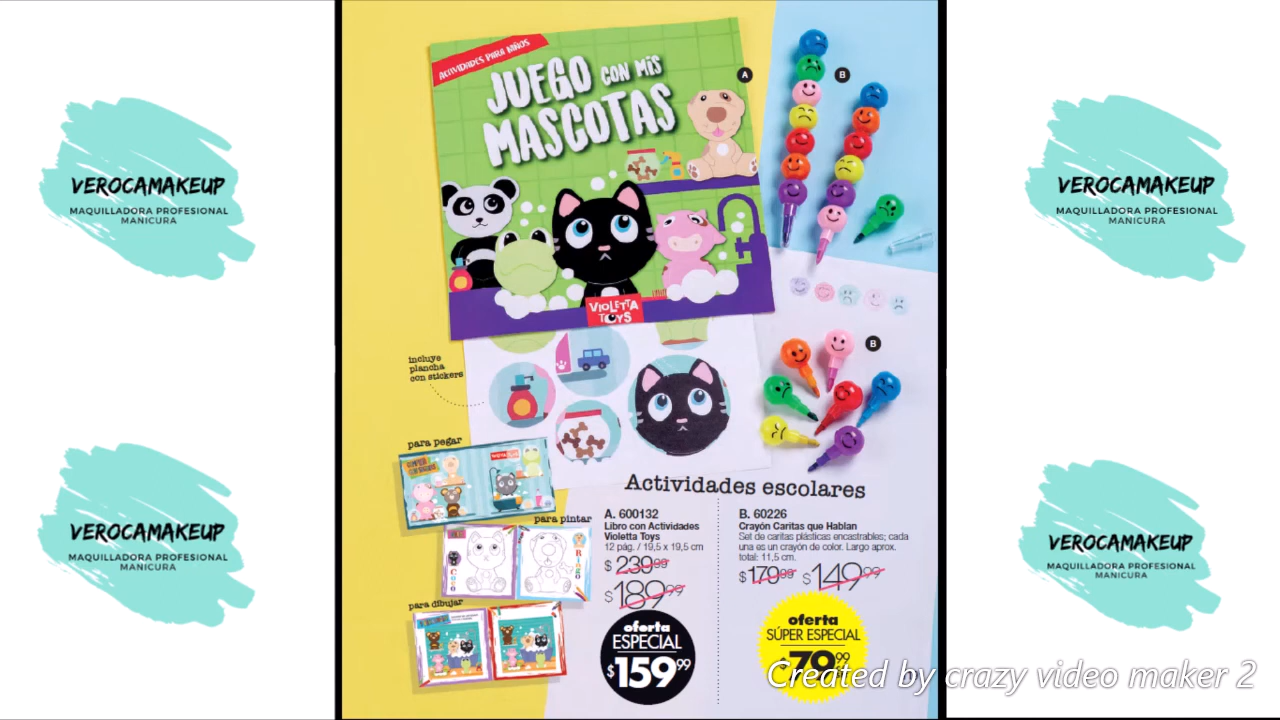 VEROCAMAKEUP
MAQUILLADORA PROFESIONAL
MANICURA
VEROCAMAKEUP
MAQUILLADORA PROFESIONAL
MANICURA
ACTIVIDADES PARA NIÑOS
JUEGO CON MIS
MASCOTAS
A
B
VIOLETTA
TOYS
incluye
plancha
con stickers
B
para pegar
para pintar
para dibujar
Actividades escolares
A. 600132
Libro con Actividades
Violetta Toys
12 pág. / 19,5 x 19,5 cm
$ 23999
$ 189.99
oferta
ESPECIAL
$159.99
B. 60226
Crayón Caritas que Hablan
Set de caritas plásticas encastrables; cada
una es un crayón de color. Largo aprox.
total: 11,5 cm.
$ 179.99 $ 149.99
oferta
SÚPER ESPECIAL
$79.99
VEROCAMAKEUP
MAQUILLADORA PROFESIONAL
MANICURA
VEROCAMAKEUP
MAQUILLADORA PROFESIONAL
MANICURA
Created by crazy video maker 2